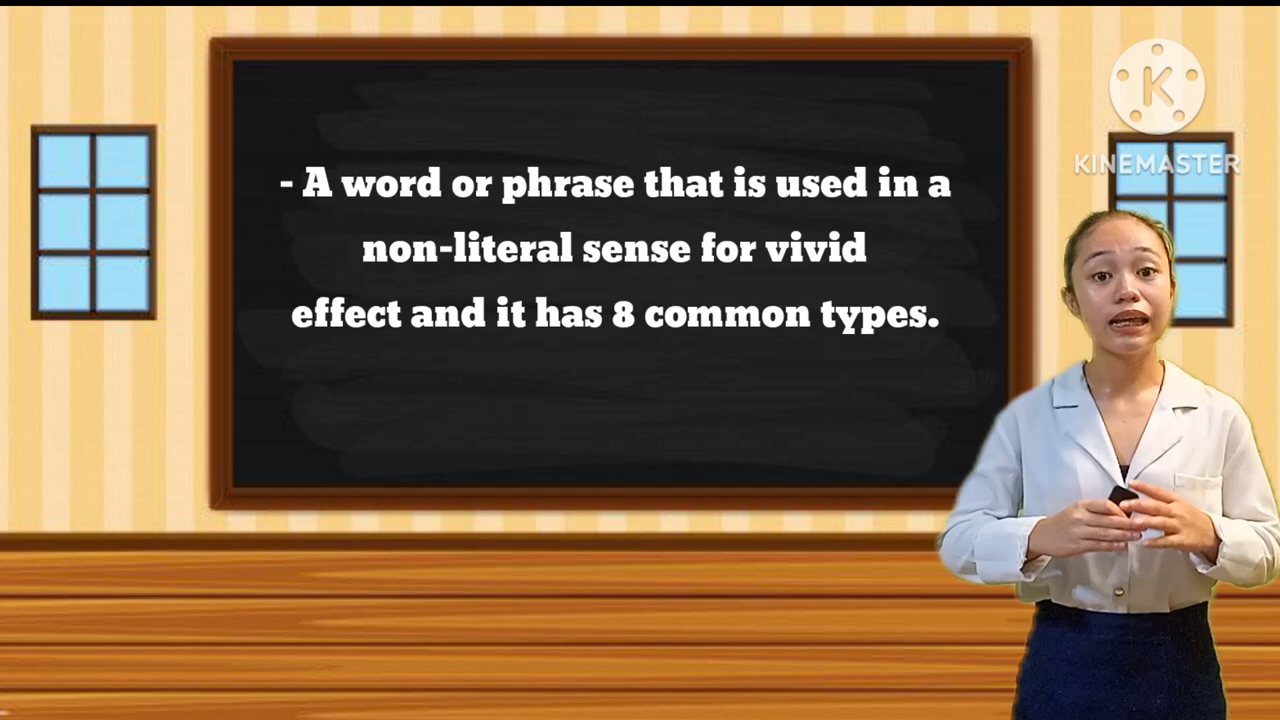 - A word or phrase that is used in a
non-literal sense for vivid
effect and it has 8 common types.
K
KINEMASTER